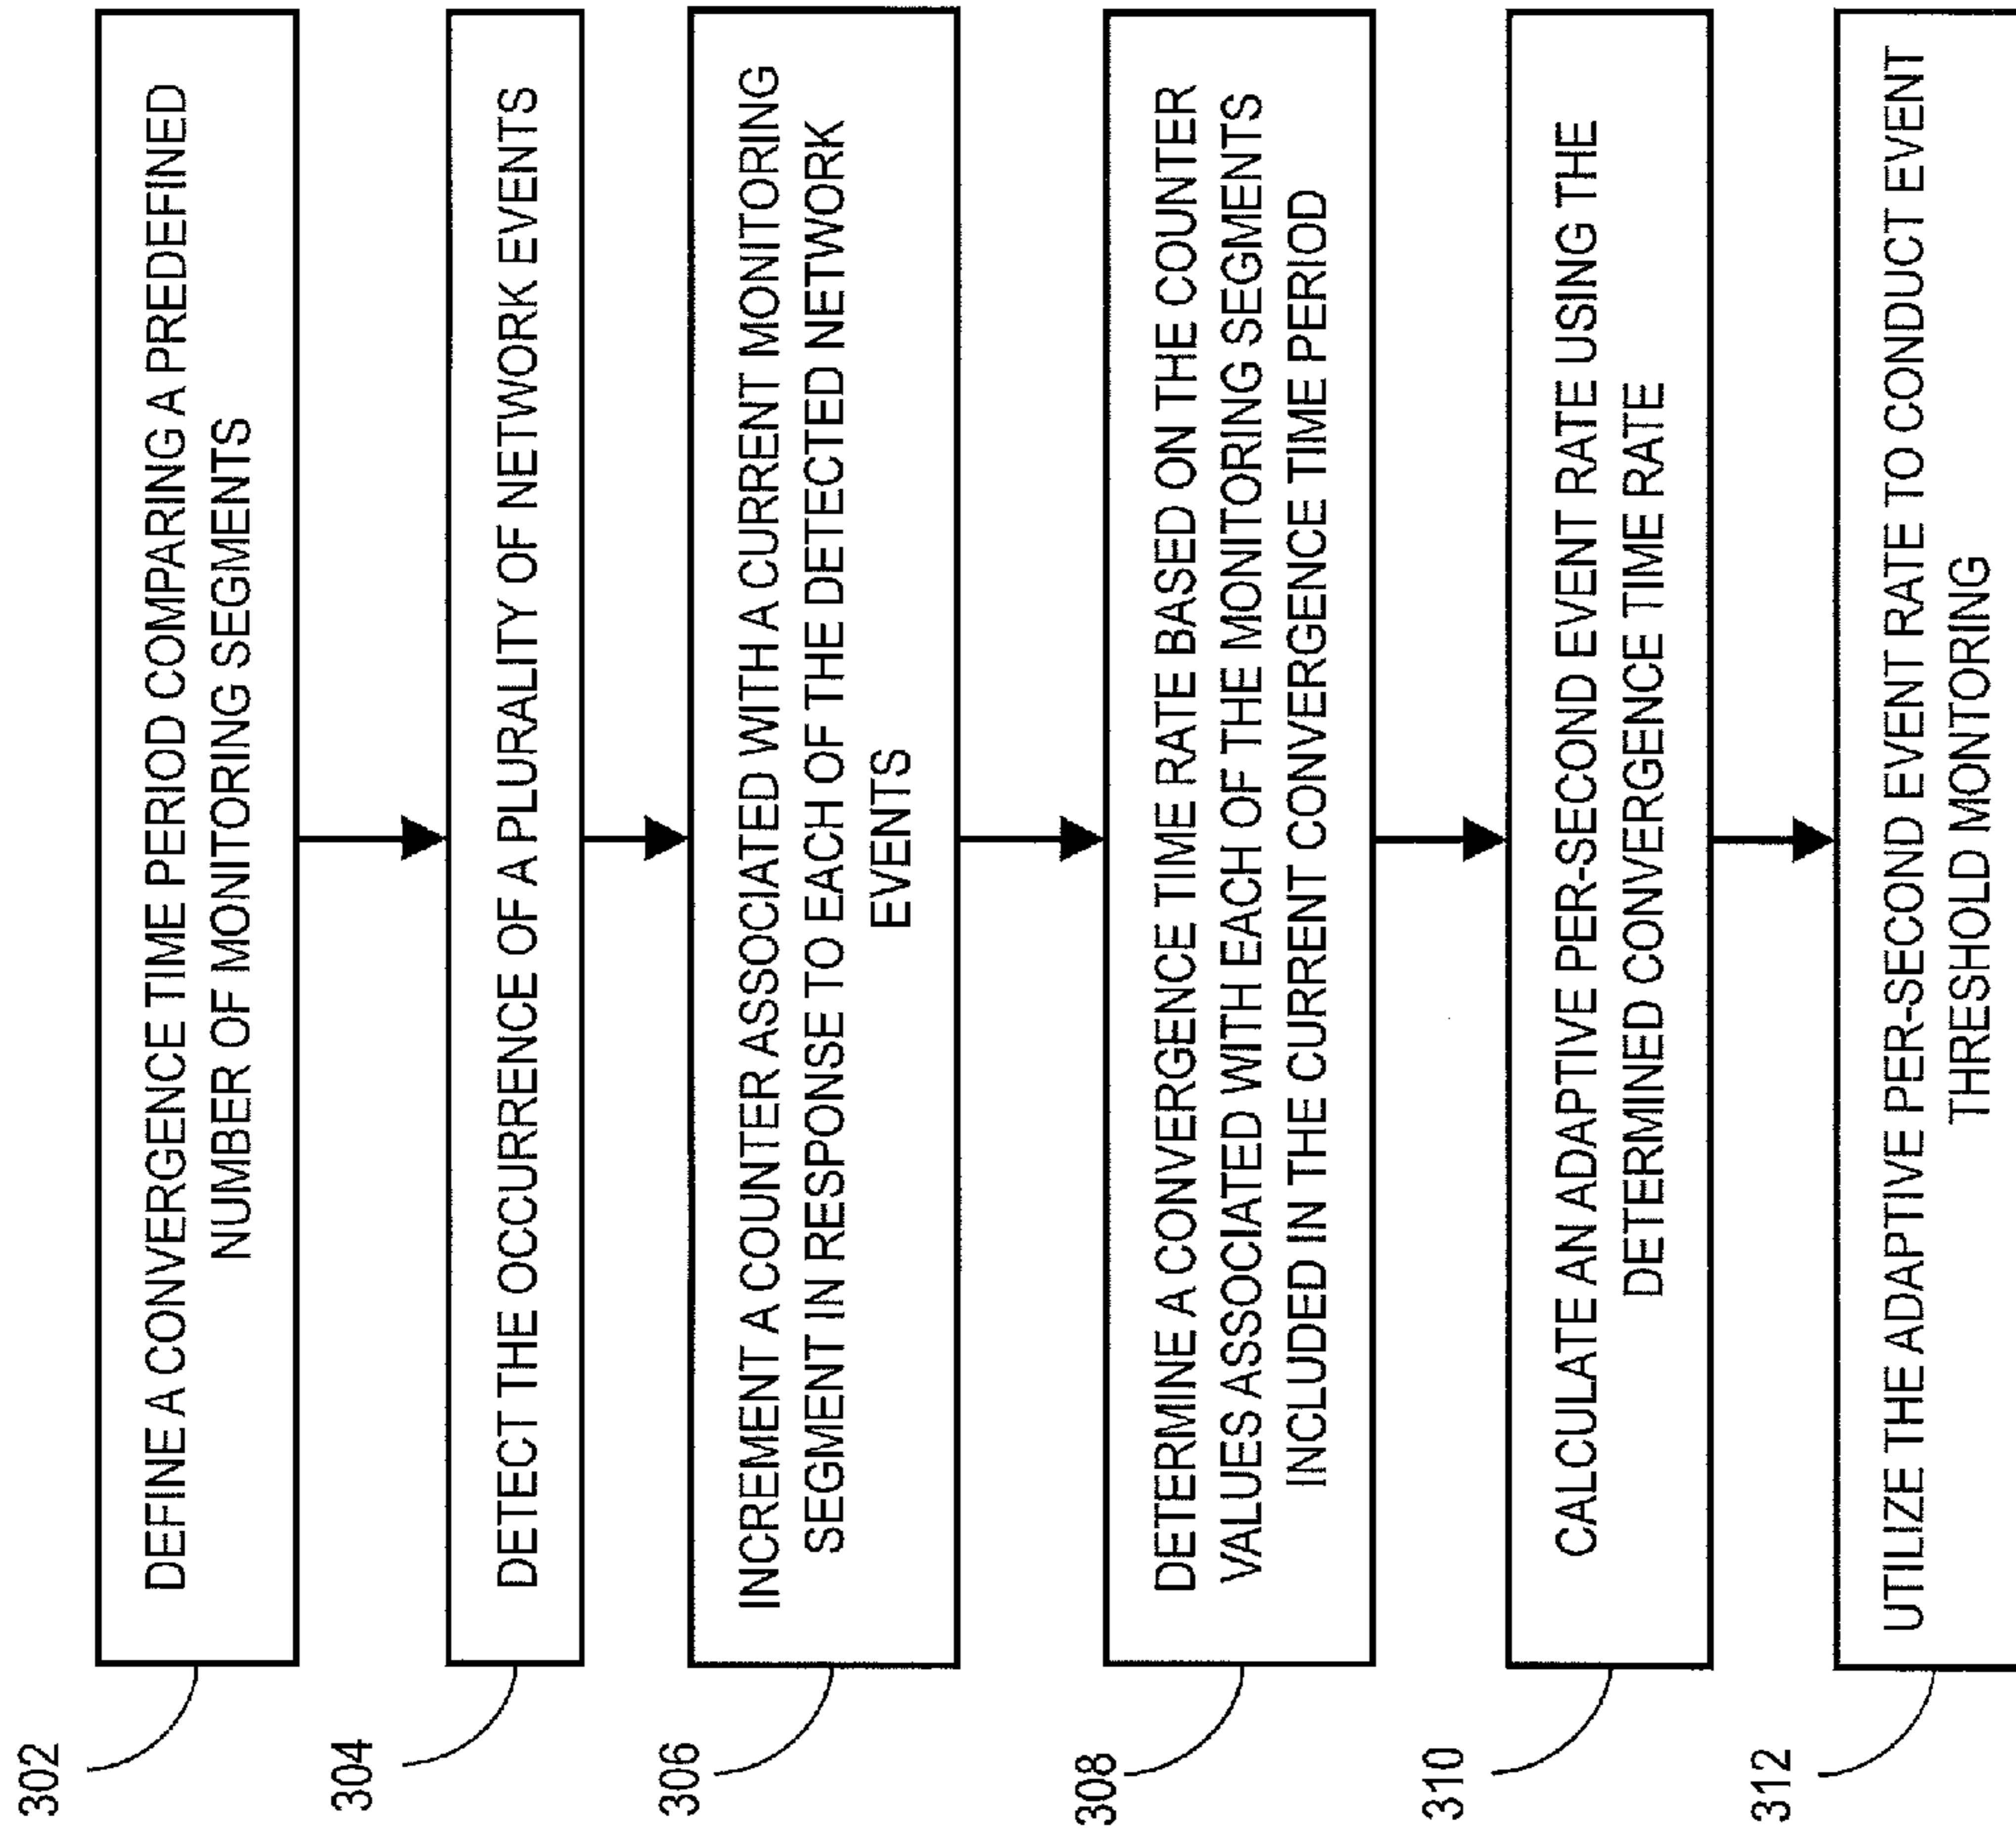 302
DEFINE A CONVERGENCE TIME PERIOD COMPARING A PREDEFINED
NUMBER OF MONITORING SEGMENTS
304
DETECT THE OCCURRENCE OF A PLURALITY OF NETWORK EVENTS
306
INCREMENT A COUNTER ASSOCIATED WITH A CURRENT MONITORING
SEGMENT IN RESPONSE TO EACH OF THE DETECTED NETWORK
EVENTS
308
DETERMINE A CONVERGENCE TIME RATE BASED ON THE COUNTER
VALUES ASSOCIATED WITH EACH OF THE MONITORING SEGMENTS
INCLUDED IN THE CURRENT CONVERGENCE TIME PERIOD
310
CALCULATE AN ADAPTIVE PER-SECOND EVENT RATE USING THE
DETERMINED CONVERGENCE TIME RATE
312
UTILIZE THE ADAPTIVE PER-SECOND EVENT RATE TO CONDUCT EVENT
THRESHOLD MONTORING